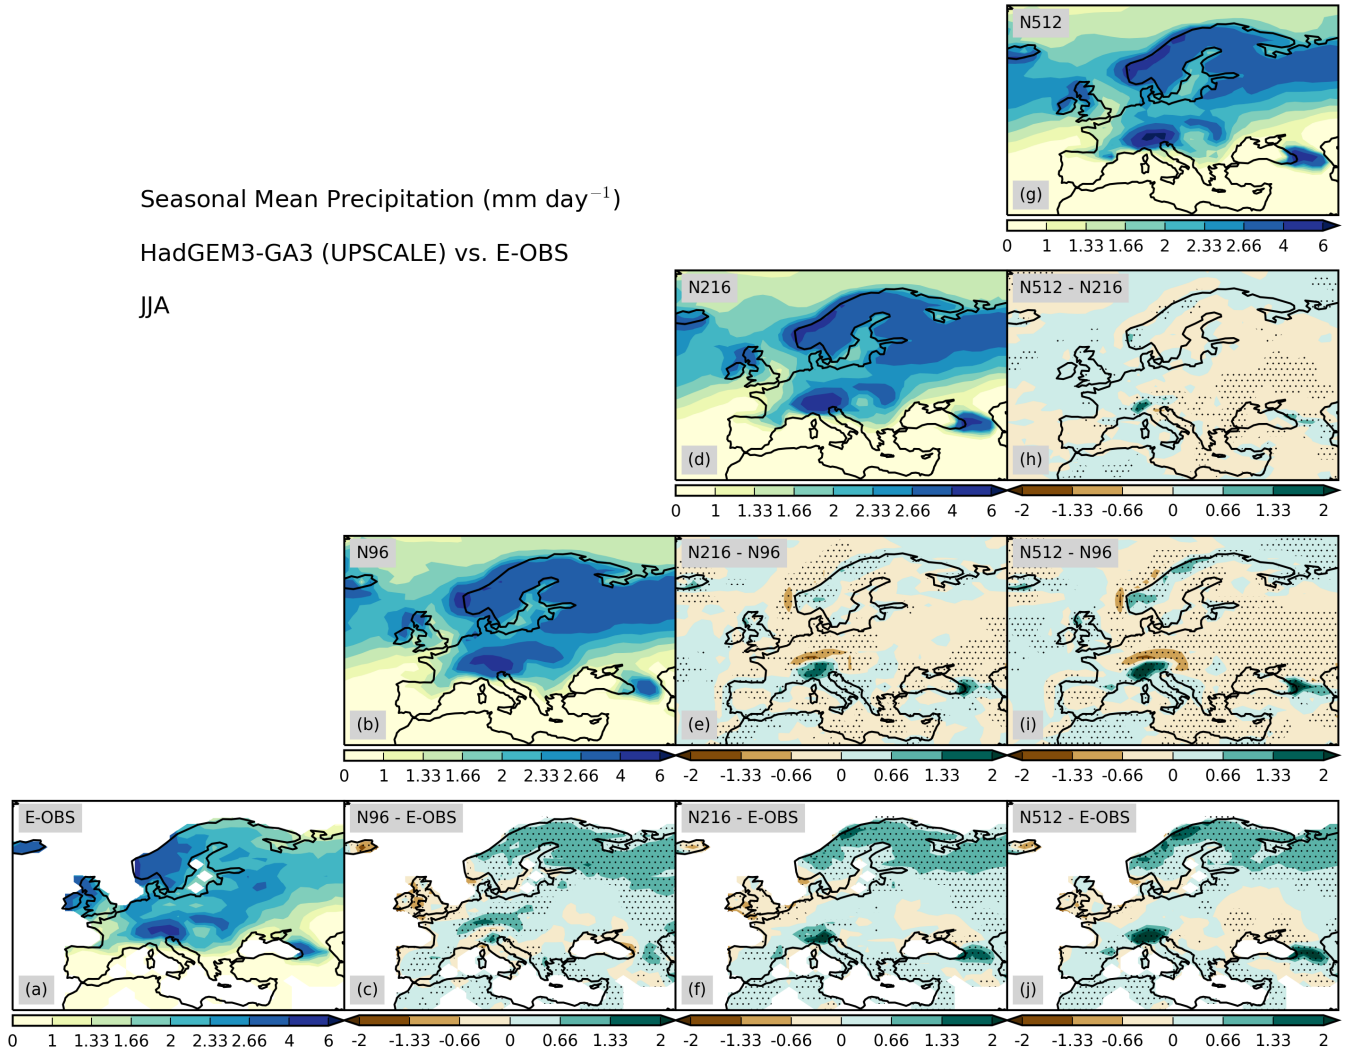 N512
(g)
0 1 1.33 1.66 2 2.33 2.66 4 6
Seasonal Mean Precipitation (mm day⁻¹)
HadGEM3-GA3 (UPSCALE) vs. E-OBS
JJA
N216
(d)
N512 - N216
(h)
0 1 1.33 1.66 2 2.33 2.66 4 6
-2 -1.33 -0.66 0 0.66 1.33 2
N96
(b)
N216 - N96
(e)
N512 - N96
(i)
0 1 1.33 1.66 2 2.33 2.66 4 6
-2 -1.33 -0.66 0 0.66 1.33 2
-2 -1.33 -0.66 0 0.66 1.33 2
E-OBS
(a)
N96 - E-OBS
(c)
N216 - E-OBS
(f)
N512 - E-OBS
(j)
0 1 1.33 1.66 2 2.33 2.66 4 6
-2 -1.33 -0.66 0 0.66 1.33 2
-2 -1.33 -0.66 0 0.66 1.33 2
-2 -1.33 -0.66 0 0.66 1.33 2